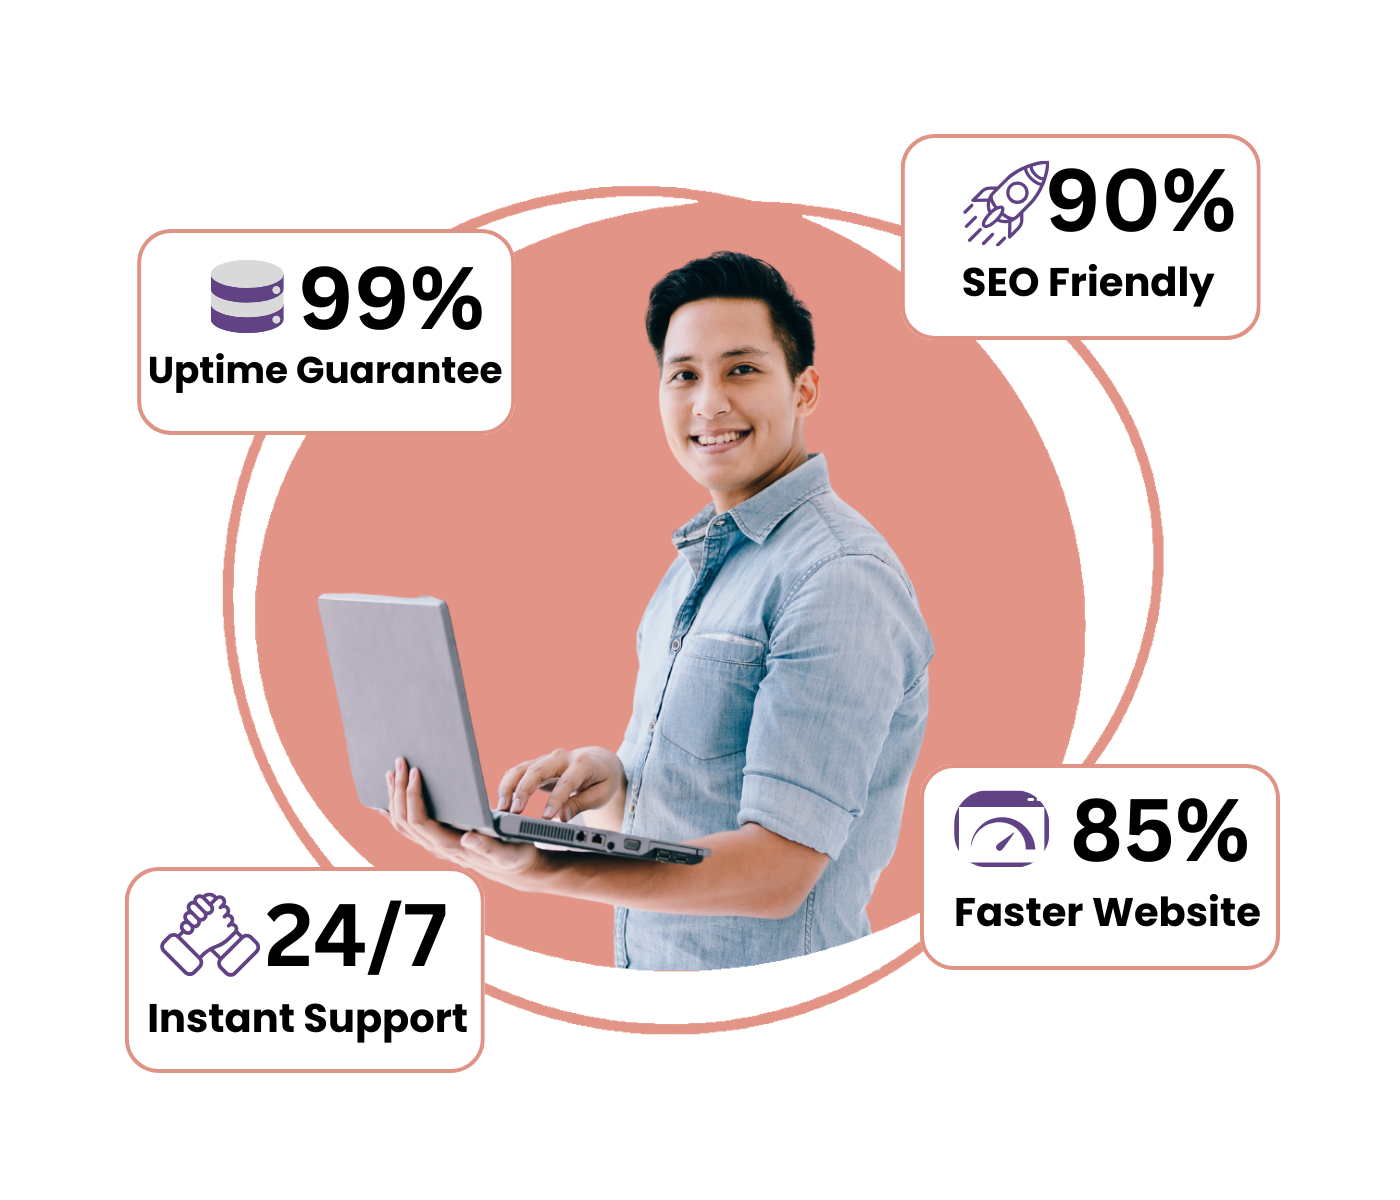 90%
SEO Friendly
99%
Uptime Guarantee
85%
Faster Website
24/7
Instant Support